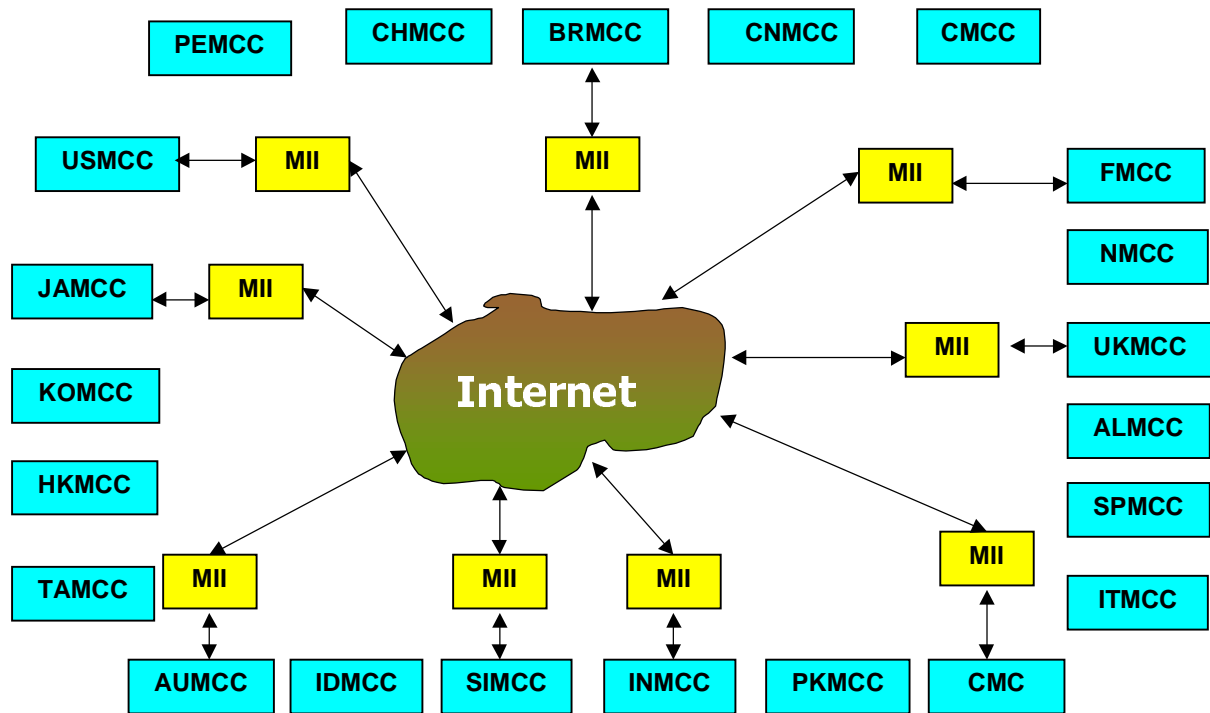 PEMCC
CHMCC
BRMCC
CNMCC
CMCC
USMCC
MII
MII
MII
FMCC
NMCC
JAMCC
MII
MII
UKMCC
KOMCC
Internet
ALMCC
HKMCC
SPMCC
TAMCC
MII
MII
MII
MII
ITMCC
AUMCC
IDMCC
SIMCC
INMCC
PKMCC
CMC